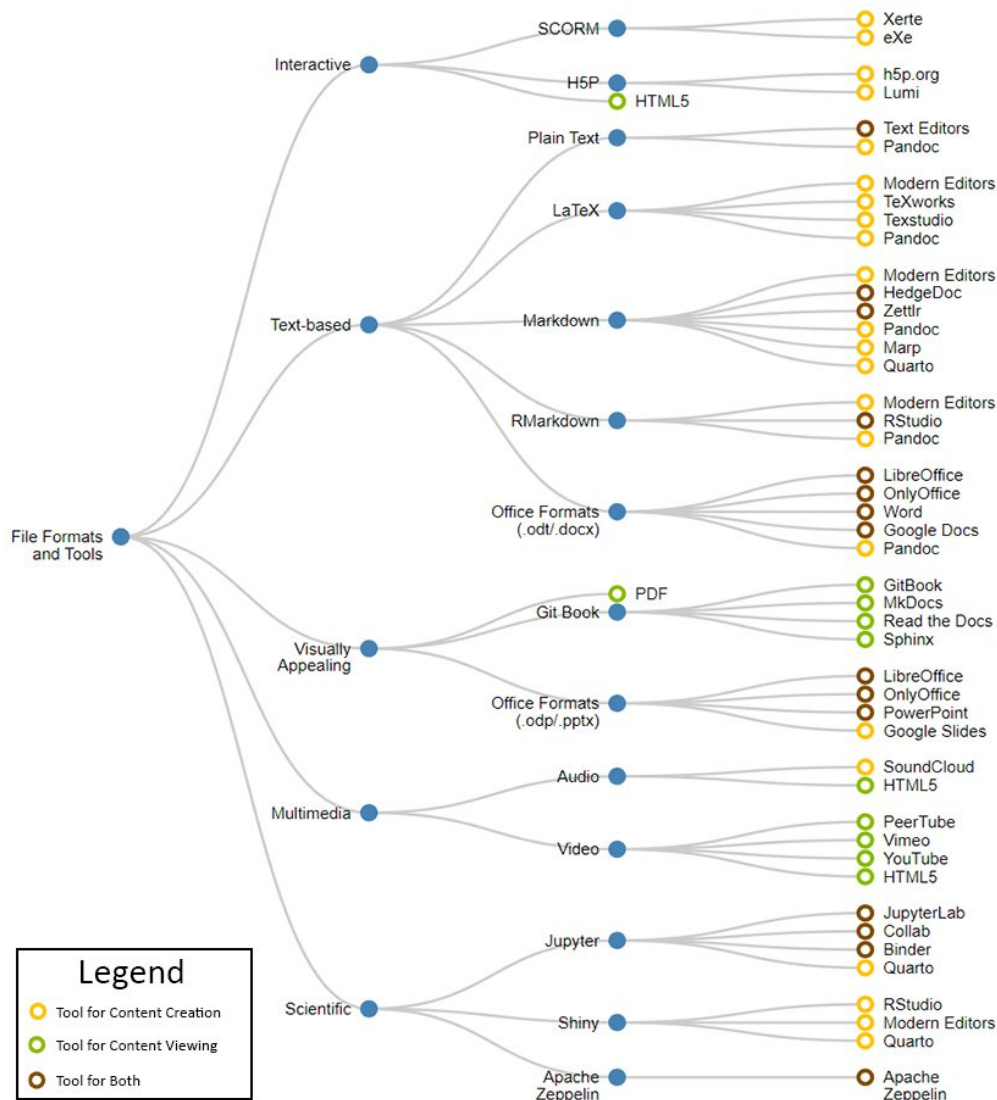 File Formats
and Tools
Interactive
SCORM
Xerte
eXe
H5P
h5p.org
Lumi
HTML5
Text-based
Plain Text
Text Editors
Pandoc
LaTeX
Modern Editors
TeXworks
Texstudio
Pandoc
Markdown
Modern Editors
HedgeDoc
Zettlr
Pandoc
Marp
Quarto
RMarkdown
Modern Editors
RStudio
Pandoc
Office Formats
(.odt/.docx)
LibreOffice
OnlyOffice
Word
Google Docs
Pandoc
Visually
Appealing
PDF
Git Book
GitBook
MkDocs
Read the Docs
Sphinx
Office Formats
(.odp/.pptx)
LibreOffice
OnlyOffice
PowerPoint
Google Slides
Multimedia
Audio
SoundCloud
HTML5
Video
PeerTube
Vimeo
YouTube
HTML5
Scientific
Jupyter
JupyterLab
Collab
Binder
Quarto
Shiny
RStudio
Modern Editors
Quarto
Apache
Zeppelin
Apache
Zeppelin
Legend
Tool for Content Creation
Tool for Content Viewing
Tool for Both